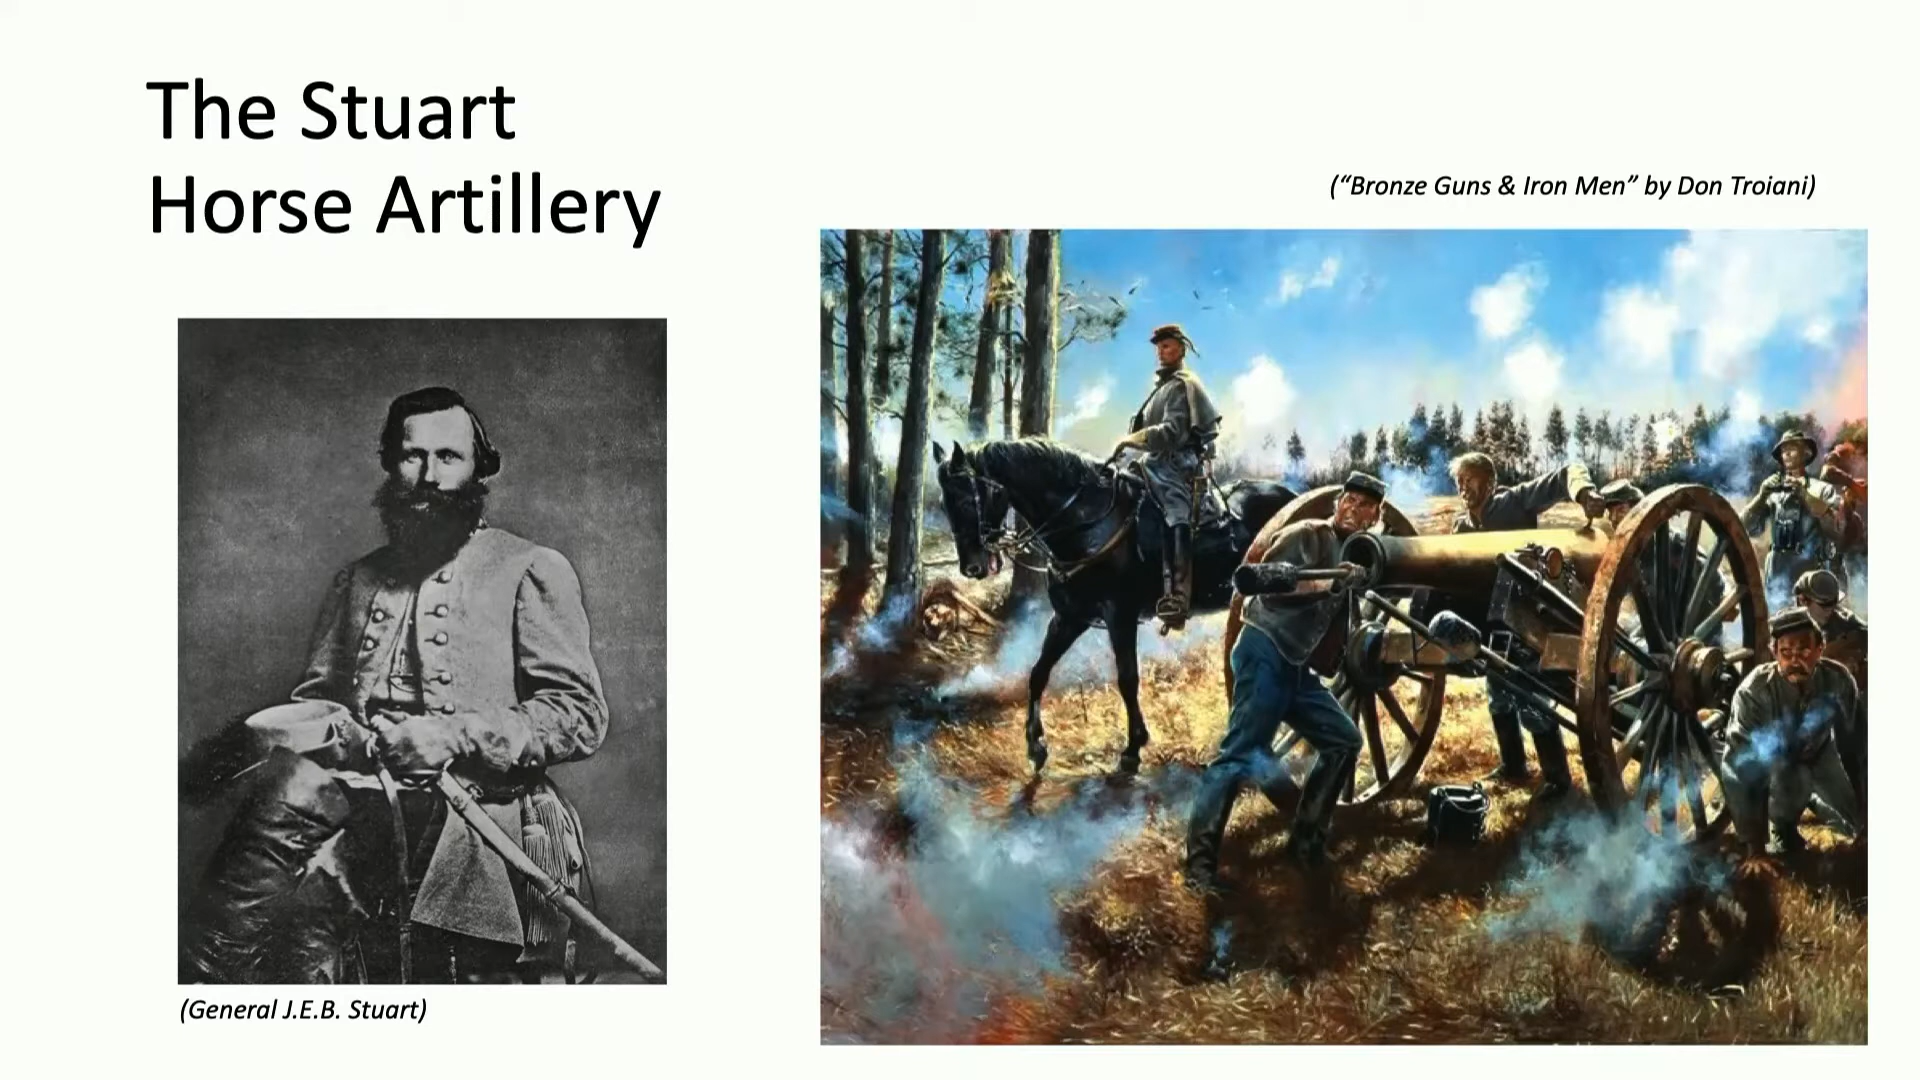 The Stuart
Horse Artillery
(“Bronze Guns & Iron Men” by Don Troiani)
(General J.E.B. Stuart)